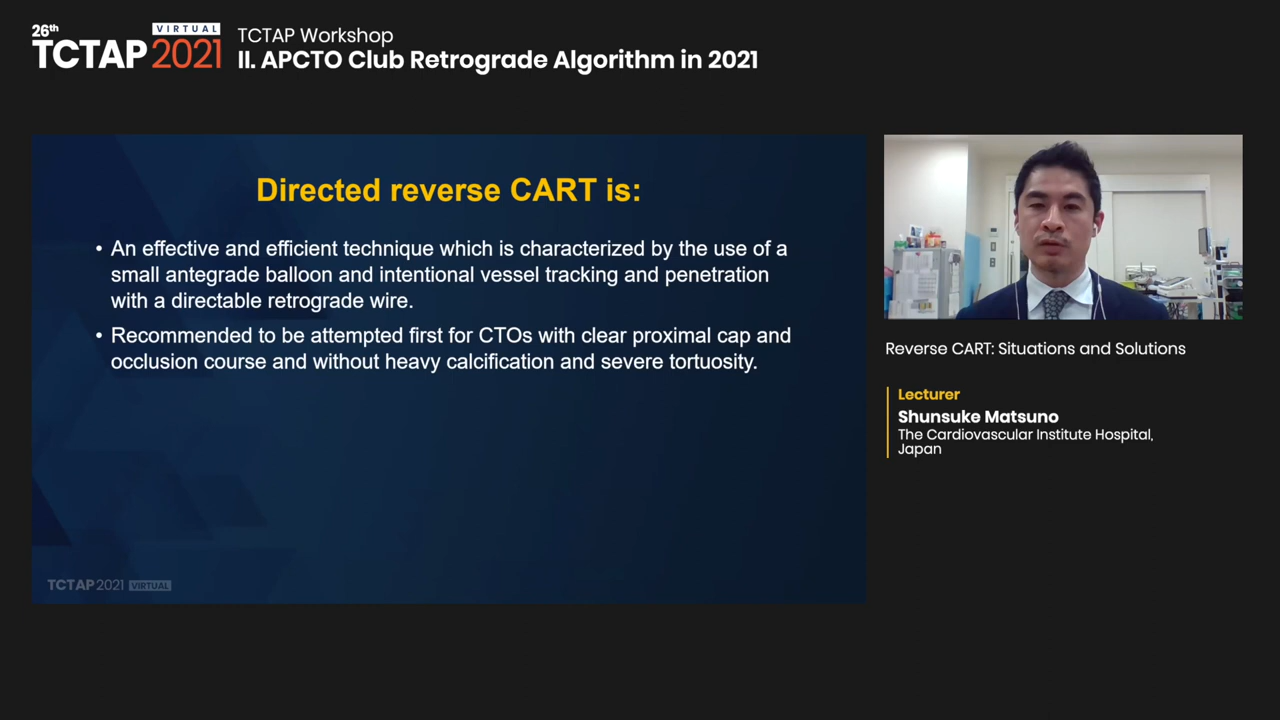 26th
VIRTUAL
TCTAP 2021
TCTAP Workshop
II. APCTO Club Retrograde Algorithm in 2021
Directed reverse CART is:
• An effective and efficient technique which is characterized by the use of a
small antegrade balloon and intentional vessel tracking and penetration
with a directable retrograde wire.
• Recommended to be attempted first for CTOs with clear proximal cap and
occlusion course and without heavy calcification and severe tortuosity.
TCTAP 2021 VIRTUAL
Reverse CART: Situations and Solutions
Lecturer
Shunsuke Matsuno
The Cardiovascular Institute Hospital,
Japan